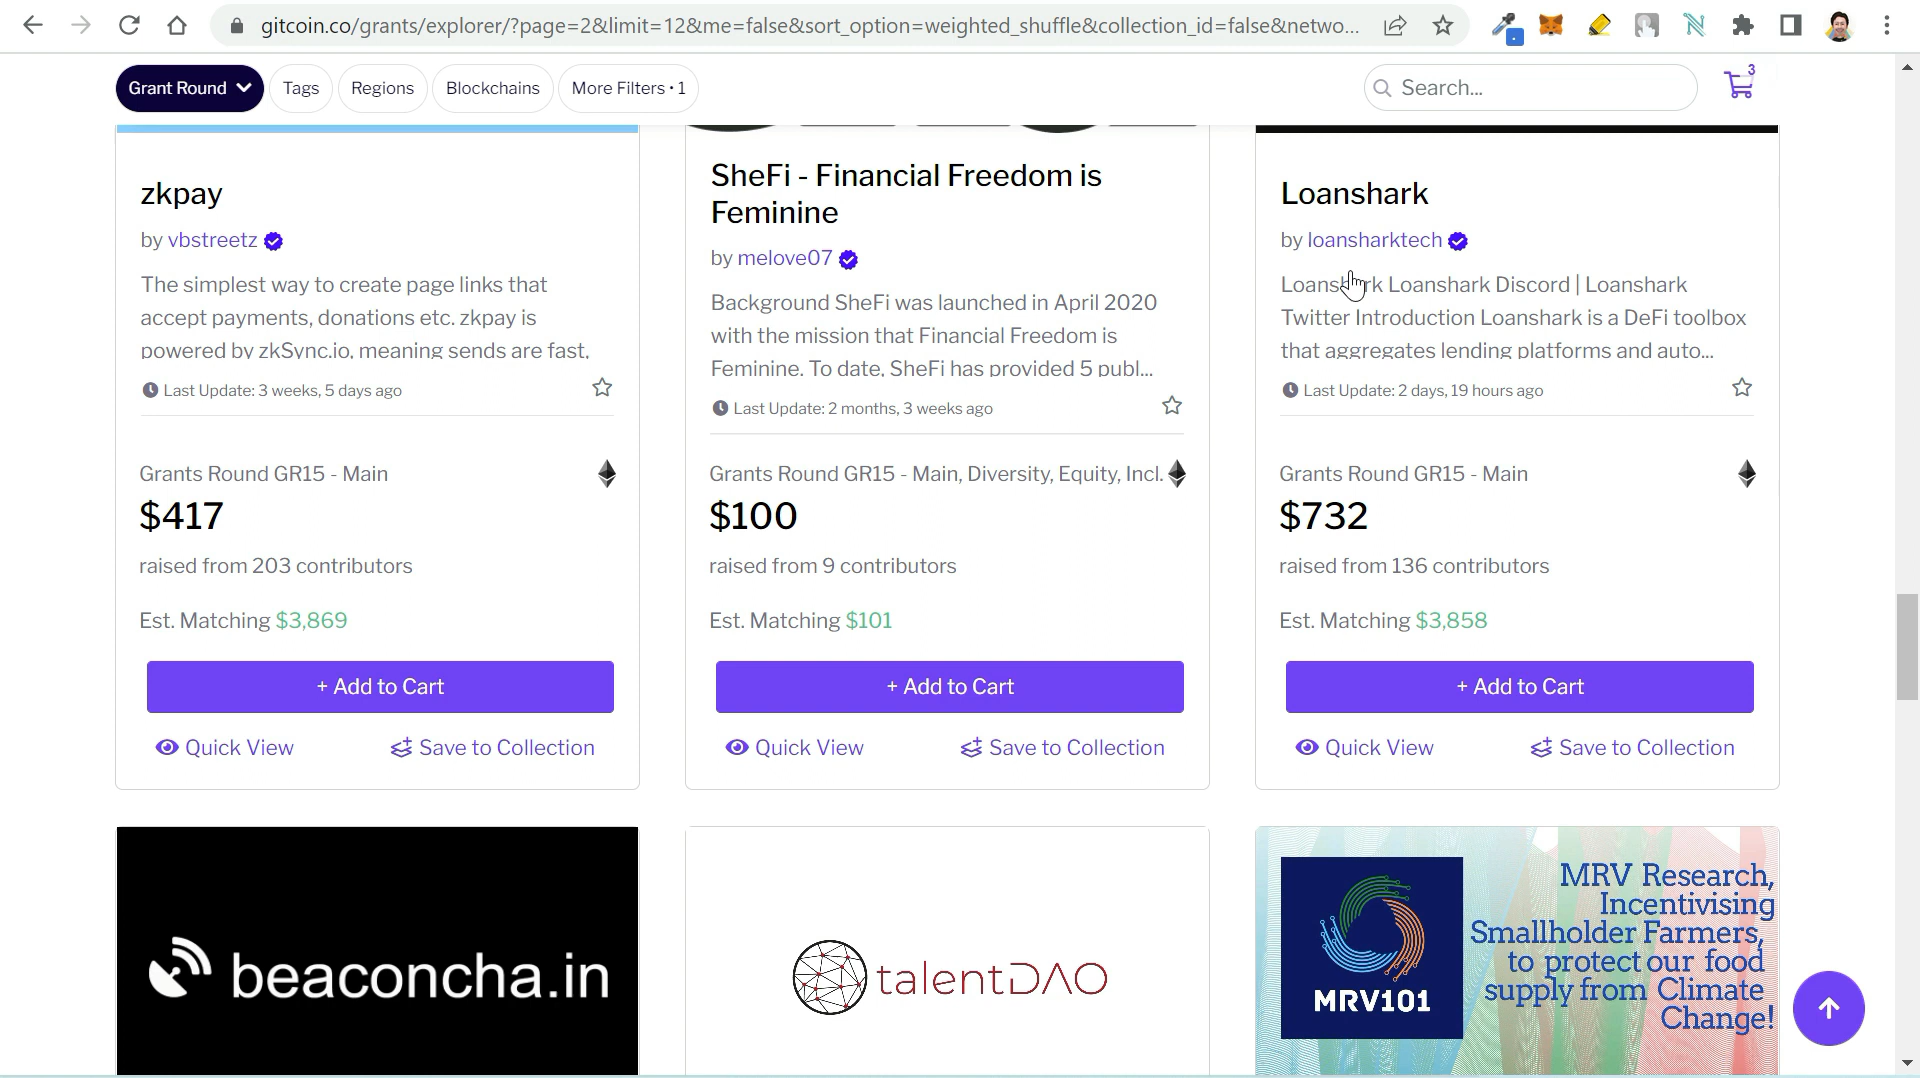 gitcoin.co/grants/explorer/?page=2&limit=12&me=false&sort_option=weighted_shuffle&collection_id=false&netwo...
Grant Round
Tags
Regions
Blockchains
More Filters • 1
Search...
3
zkpay
by vbstreetz
The simplest way to create page links that
accept payments, donations etc. zkpay is
powered by zkSync.io, meaning sends are fast,
Last Update: 3 weeks, 5 days ago
Grants Round GR15 - Main
$417
raised from 203 contributors
Est. Matching $3,869
+ Add to Cart
Quick View
Save to Collection
SheFi - Financial Freedom is
Feminine
by melove07
Background SheFi was launched in April 2020
with the mission that Financial Freedom is
Feminine. To date, SheFi has provided 5 publ...
Last Update: 2 months, 3 weeks ago
Grants Round GR15 - Main, Diversity, Equity, Incl.
$100
raised from 9 contributors
Est. Matching $101
+ Add to Cart
Quick View
Save to Collection
Loanshark
by loansharktech
Loanshark Loanshark Discord | Loanshark
Twitter Introduction Loanshark is a DeFi toolbox
that aggregates lending platforms and auto...
Last Update: 2 days, 19 hours ago
Grants Round GR15 - Main
$732
raised from 136 contributors
Est. Matching $3,858
+ Add to Cart
Quick View
Save to Collection
beaconcha.in
talentDAO
MRV101
MRV Research,
Incentivising
Smallholder Farmers,
to protect our food
supply from Climate
Change!